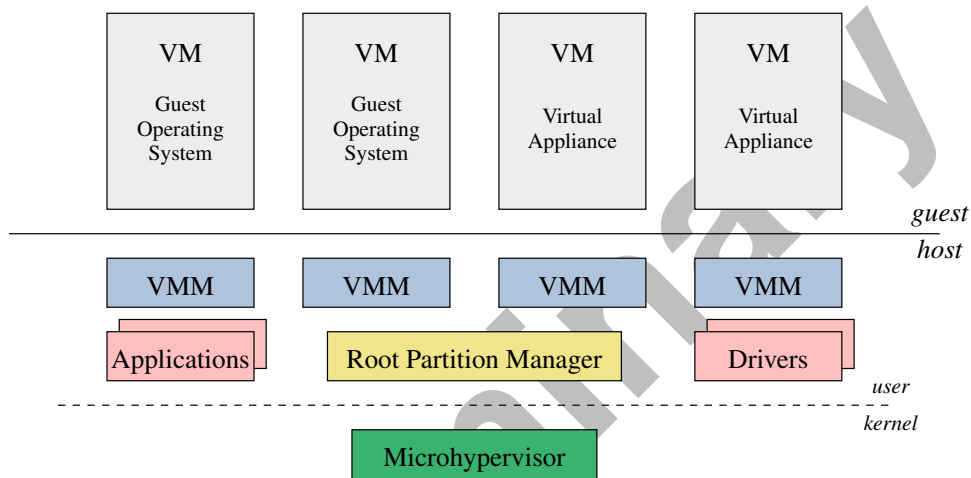 VM
VM
VM
VM
Guest
Operating
System
Guest
Operating
System
Virtual
Appliance
Virtual
Appliance
guest
host
VMM
VMM
VMM
VMM
Applications
Root Partition Manager
Drivers
user
kernel
Microhypervisor